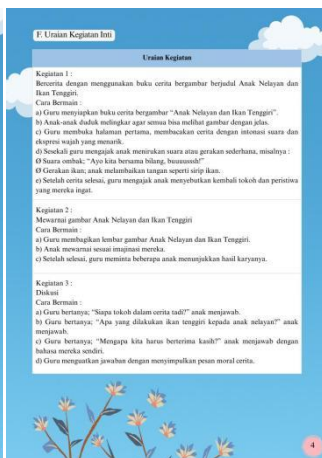 F. Uraian Kegiatan Inti
Uraian Kegiatan
Kegiatan 1 :
Bercerita dengan menggunakan buku cerita bergambar berjudul Anak Nelayan dan
Ikan Tenggiri.
Cara Bermain :
a) Guru menyiapkan buku cerita bergambar “Anak Nelayan dan Ikan Tenggiri”.
b) Anak-anak duduk melingkar agar semua bisa melihat gambar dengan jelas.
c) Guru membuka halaman pertama, membacakan cerita dengan intonasi suara dan
ekspresi wajah yang menarik.
d) Sesekali guru mengajak anak menirukan suara atau gerakan sederhana, misalnya :
Ø Suara ombak; “Ayo kita bersama bilang, buuuusssh!”
Ø Gerakan ikan; anak melambaikan tangan seperti sirip ikan.
e) Setelah cerita selesai, guru mengajak anak menyebutkan kembali tokoh dan peristiwa
yang mereka ingat.
Kegiatan 2 :
Mewarnai gambar Anak Nelayan dan Ikan Tenggiri
Cara Bermain :
a) Guru membagikan lembar gambar Anak Nelayan dan Ikan Tenggiri.
b) Anak mewarnai sesuai imajinasi mereka.
c) Setelah selesai, guru meminta beberapa anak menunjukkan hasil karyanya.
Kegiatan 3 :
Diskusi
Cara Bermain :
a) Guru bertanya; “Siapa tokoh dalam cerita tadi?” anak menjawab.
b) Guru bertanya; “Apa yang dilakukan ikan tenggiri kepada anak nelayan?” anak
menjawab.
c) Guru bertanya; “Mengapa kita harus berterima kasih?” anak menjawab dengan
bahasa mereka sendiri.
d) Guru menguatkan jawaban dengan menyimpulkan pesan moral cerita.
4